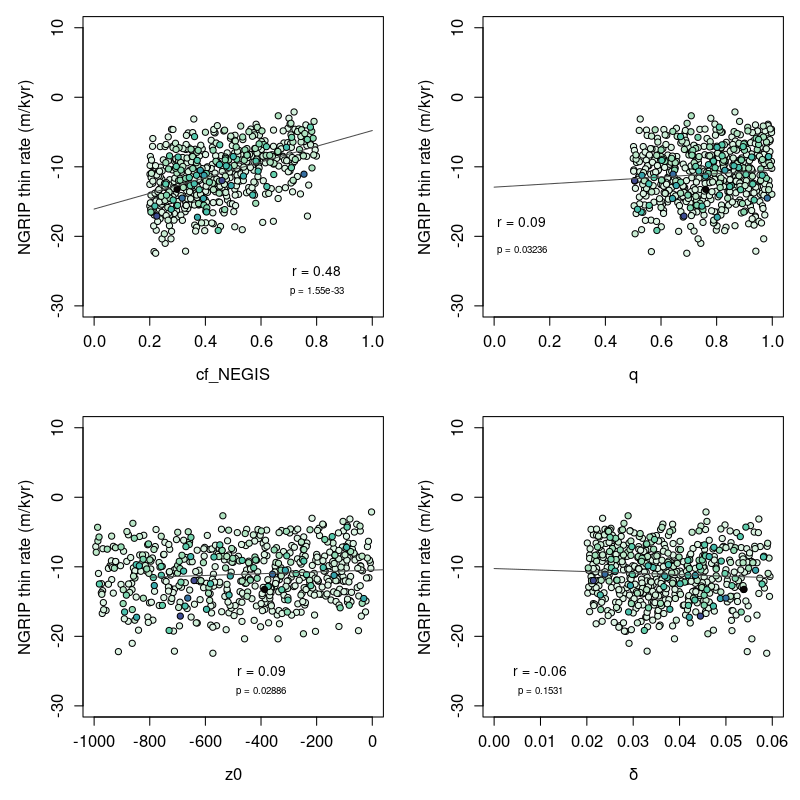 10
0
-10
-20
-30
NGRIP thin rate (m/kyr)
r = 0.48
p = 1.55e-33
0.0 0.2 0.4 0.6 0.8 1.0
cf_NEGIS
10
0
-10
-20
-30
NGRIP thin rate (m/kyr)
r = 0.09
p = 0.03236
0.0 0.2 0.4 0.6 0.8 1.0
q
10
0
-10
-20
-30
NGRIP thin rate (m/kyr)
r = 0.09
p = 0.02886
-1000 -800 -600 -400 -200 0
z0
10
0
-10
-20
-30
NGRIP thin rate (m/kyr)
r = -0.06
p = 0.1531
0.00 0.01 0.02 0.03 0.04 0.05 0.06
δ